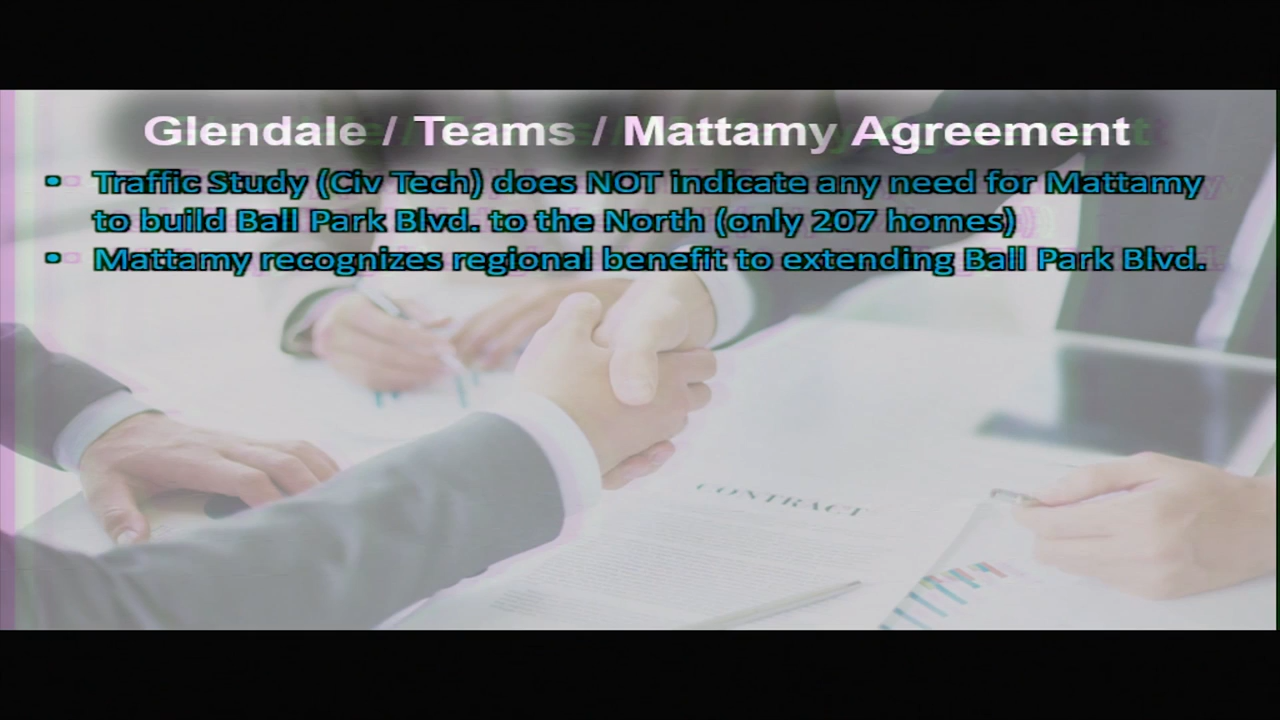 Glendale / Teams / Mattamy Agreement
• Traffic Study (Civ Tech) does NOT indicate any need for Mattamy
to build Ball Park Blvd. to the North (only 207 homes)
• Mattamy recognizes regional benefit to extending Ball Park Blvd.
CONTRACT